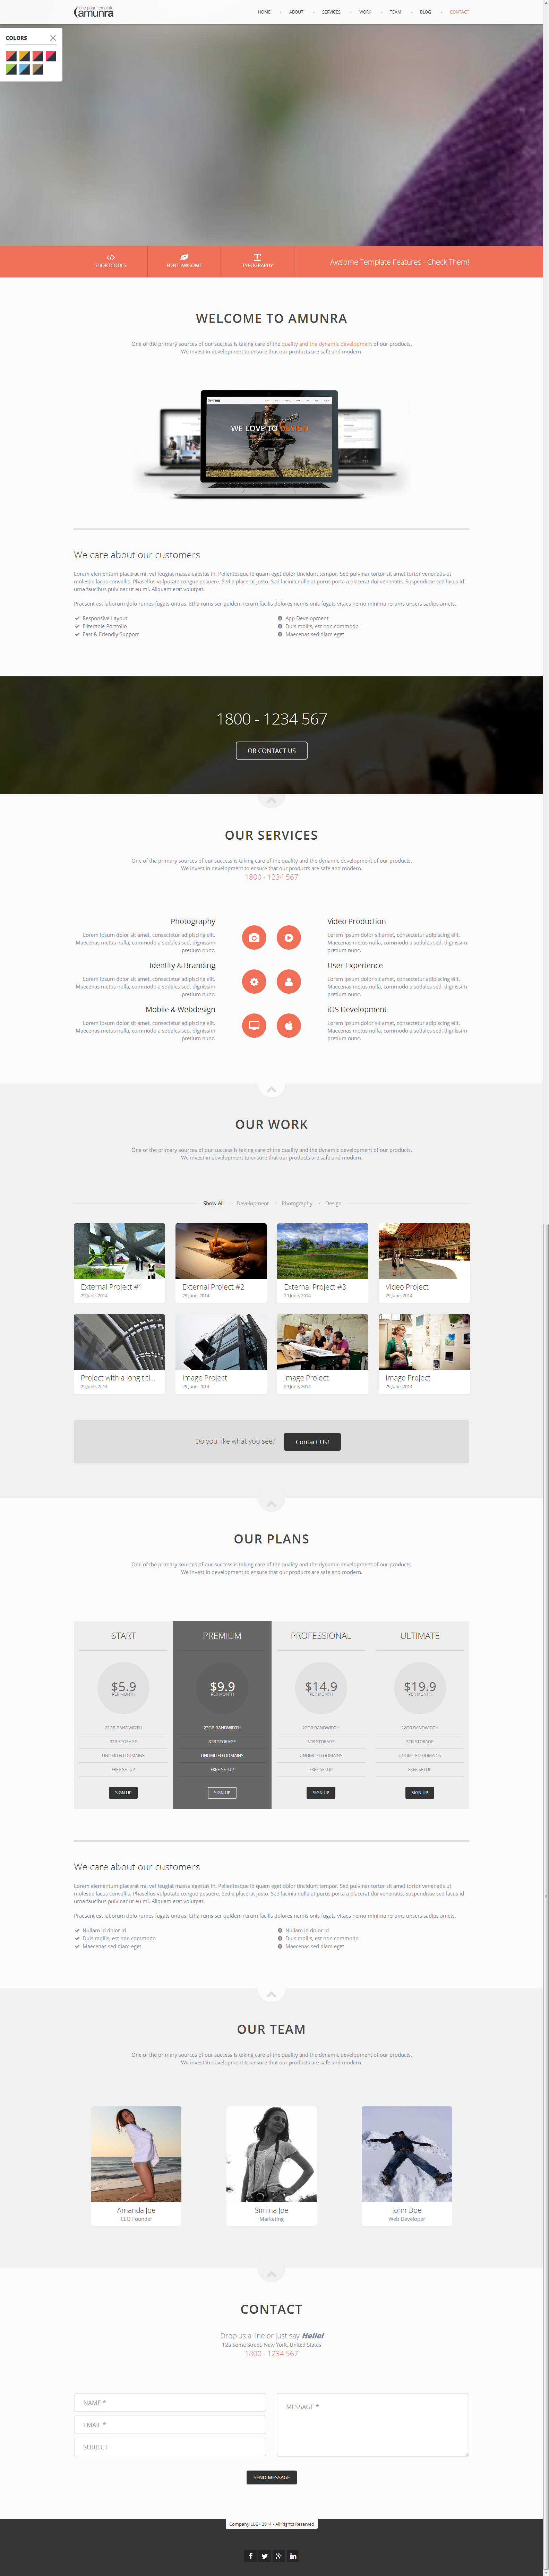 one page template
amunra
HOME
ABOUT
SERVICES
WORK
TEAM
BLOG
CONTACT
COLORS
SHORTCODES
FONT AWSOME
TYPOGRAPHY
Awsome Template Features - Check Them!
WELCOME TO AMUNRA
One of the primary sources of our success is taking care of the quality and the dynamic development of our products.
We invest in development to ensure that our products are safe and modern.
amunra
WE LOVE TO DESIGN
We care about our customers
Lorem elementum placerat mi, vel feugiat massa egestas in. Pellentesque id quam eget dolor tincidunt tempor. Sed pulvinar tortor sit amet tortor venenatis ut
molestie lacus convallis. Phasellus vulputate congue posuere. Sed a placerat justo. Sed lacinia nulla at purus porta a placerat dui venenatis. Suspendisse sed lacus id
urna faucibus pulvinar ut eu mi. Aliquam erat volutpat.
Praesent est laborum dolo rumes fugats untras. Etha rums ser quidem rerum facilis dolores nemis onis fugats vitaes nemo minima rerums unsers sadips amets.
Responsive Layout
Filterable Portfolio
Fast & Friendly Support
App Development
Duis mollis, est non commodo
Maecenas sed diam eget
1800 - 1234 567
OR CONTACT US
OUR SERVICES
One of the primary sources of our success is taking care of the quality and the dynamic development of our products.
We invest in development to ensure that our products are safe and modern.
1800 - 1234 567
Photography
Lorem ipsum dolor sit amet, consectetur adipiscing elit.
Maecenas metus nulla, commodo a sodales sed, dignissim
pretium nunc.
Video Production
Lorem ipsum dolor sit amet, consectetur adipiscing elit.
Maecenas metus nulla, commodo a sodales sed, dignissim
pretium nunc.
Identity & Branding
Lorem ipsum dolor sit amet, consectetur adipiscing elit.
Maecenas metus nulla, commodo a sodales sed, dignissim
pretium nunc.
User Experience
Lorem ipsum dolor sit amet, consectetur adipiscing elit.
Maecenas metus nulla, commodo a sodales sed, dignissim
pretium nunc.
Mobile & Webdesign
Lorem ipsum dolor sit amet, consectetur adipiscing elit.
Maecenas metus nulla, commodo a sodales sed, dignissim
pretium nunc.
iOS Development
Lorem ipsum dolor sit amet, consectetur adipiscing elit.
Maecenas metus nulla, commodo a sodales sed, dignissim
pretium nunc.
OUR WORK
One of the primary sources of our success is taking care of the quality and the dynamic development of our products.
We invest in development to ensure that our products are safe and modern.
Show All
Development
Photography
Design
External Project #1
29 June, 2014
External Project #2
29 June, 2014
External Project #3
29 June, 2014
Video Project
29 June, 2014
Project with a long titl...
29 June, 2014
Image Project
29 June, 2014
Image Project
29 June, 2014
Image Project
29 June, 2014
Do you like what you see?
Contact Us!
OUR PLANS
One of the primary sources of our success is taking care of the quality and the dynamic development of our products.
We invest in development to ensure that our products are safe and modern.
START
$5.9
PER MONTH
22GB BANDWIDTH
3TB STORAGE
UNLIMITED DOMAINS
FREE SETUP
SIGN UP
PREMIUM
$9.9
PER MONTH
22GB BANDWIDTH
3TB STORAGE
UNLIMITED DOMAINS
FREE SETUP
SIGN UP
PROFESSIONAL
$14.9
PER MONTH
22GB BANDWIDTH
3TB STORAGE
UNLIMITED DOMAINS
FREE SETUP
SIGN UP
ULTIMATE
$19.9
PER MONTH
22GB BANDWIDTH
3TB STORAGE
UNLIMITED DOMAINS
FREE SETUP
SIGN UP
We care about our customers
Lorem elementum placerat mi, vel feugiat massa egestas in. Pellentesque id quam eget dolor tincidunt tempor. Sed pulvinar tortor sit amet tortor venenatis ut
molestie lacus convallis. Phasellus vulputate congue posuere. Sed a placerat justo. Sed lacinia nulla at purus porta a placerat dui venenatis. Suspendisse sed lacus id
urna faucibus pulvinar ut eu mi. Aliquam erat volutpat.
Praesent est laborum dolo rumes fugats untras. Etha rums ser quidem rerum facilis dolores nemis onis fugats vitaes nemo minima rerums unsers sadips amets.
Nullam id dolor id
Duis mollis, est non commodo
Maecenas sed diam eget
Nullam id dolor id
Duis mollis, est non commodo
Maecenas sed diam eget
OUR TEAM
One of the primary sources of our success is taking care of the quality and the dynamic development of our products.
We invest in development to ensure that our products are safe and modern.
Amanda Joe
CEO Founder
Simina Joe
Marketing
John Doe
Web Developer
CONTACT
Drop us a line or just say Hello!
12a Some Street, New York, United States
1800 - 1234 567
NAME *
EMAIL *
SUBJECT
MESSAGE *
SEND MESSAGE
Company LLC • 2014 • All Rights Reserved